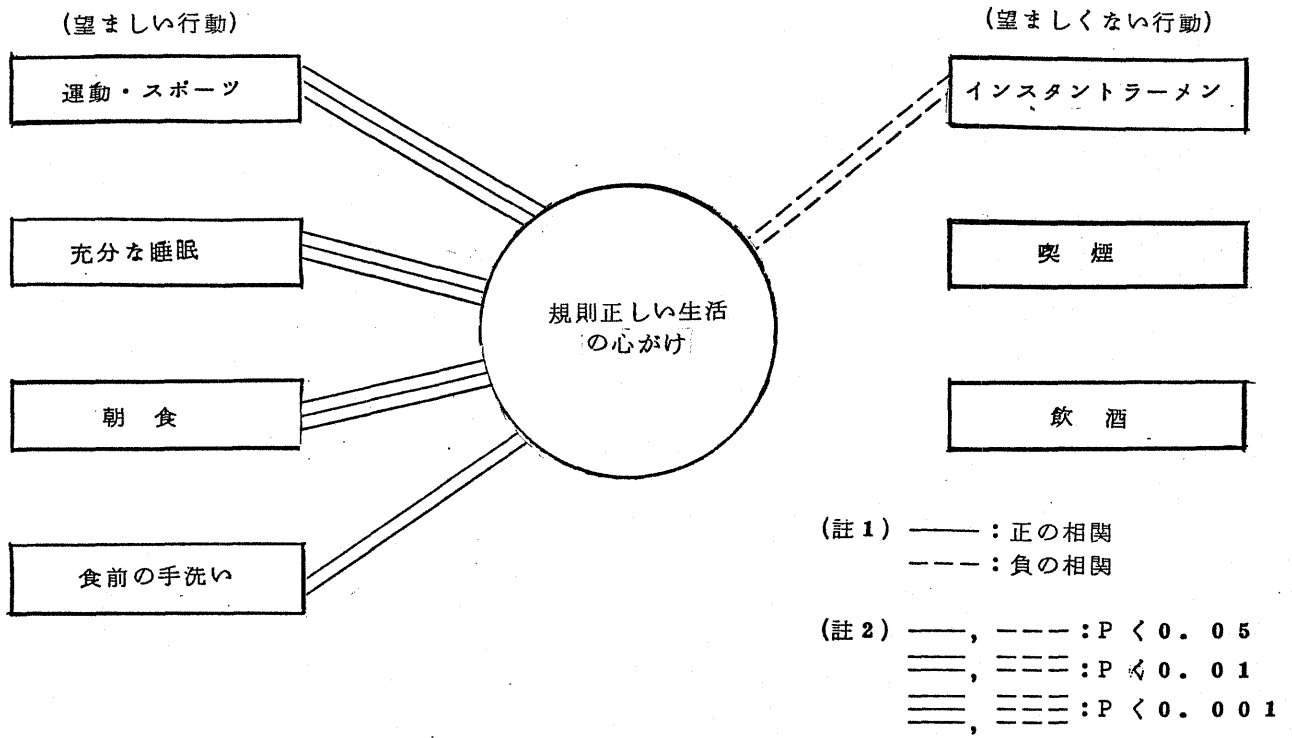 (望ましい行動)
運動・スポーツ
充分な睡眠
朝 食
食前の手洗い
規則正しい生活
の心がけ
(望ましくない行動)
インスタントラーメン
喫 煙
飲 酒
(註1) ――― : 正の相関
--- : 負の相関
(註2) ――, --- : P < 0.05
, : P < 0.01
, : P < 0.001